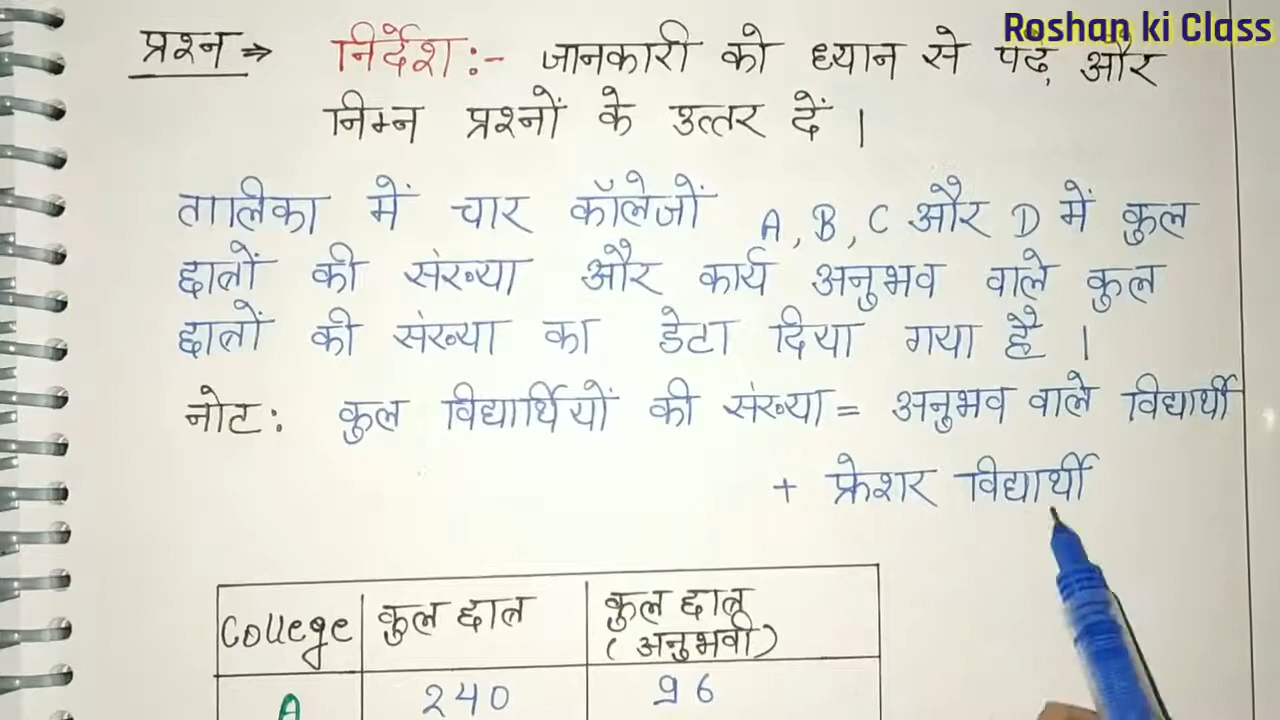 Roshan ki Class
प्रश्न ⇒ निर्देश:- जानकारी को ध्यान से पढ़े, और
निम्न प्रश्नों के उत्तर दें।
तालिका में चार कॉलेजों A, B, C और D में कुल
छात्रों की संख्या और कार्य अनुभव वाले कुल
छात्रों की संख्या का डेटा दिया गया है।
नोट: कुल विद्यार्थियों की संख्या = अनुभव वाले विद्यार्थी
+ फ्रेशर विद्यार्थी
College कुल छात्र कुल छात्र
(अनुभवी)
A 240 96